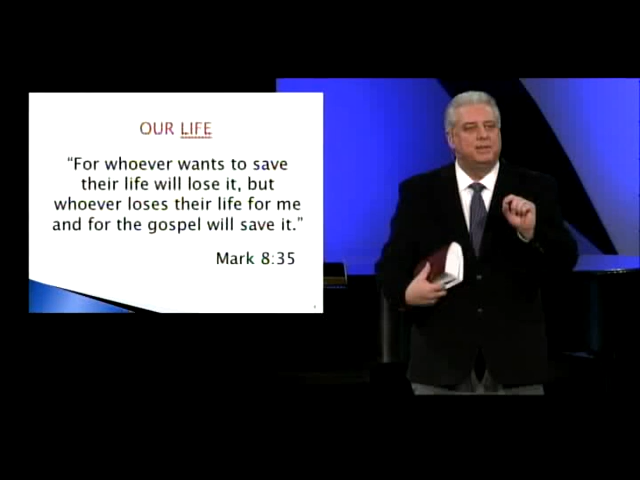 OUR LIFE
“For whoever wants to save
their life will lose it, but
whoever loses their life for me
and for the gospel will save it.”
Mark 8:35